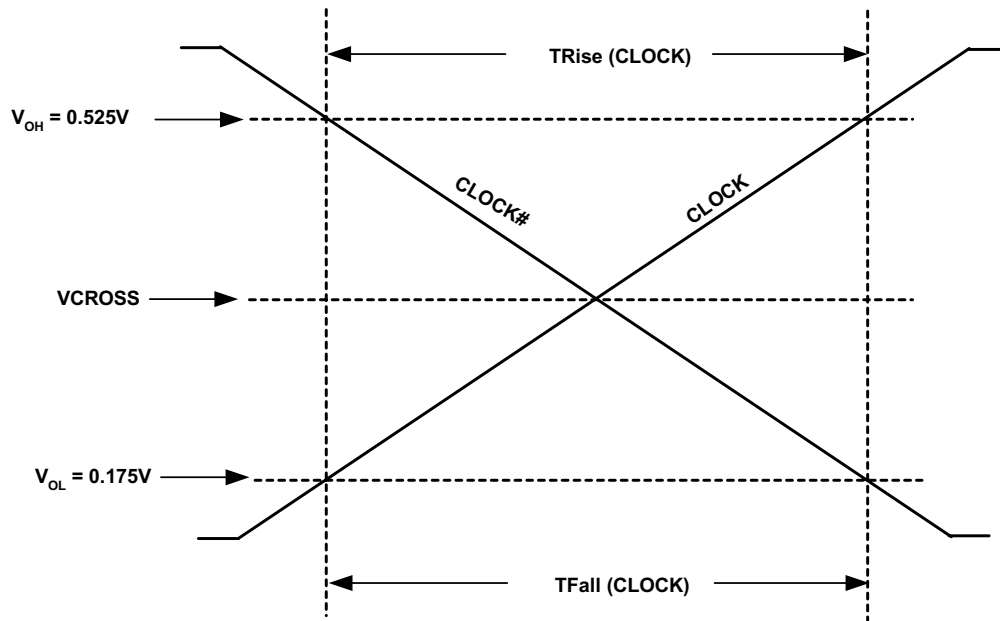 TRise (CLOCK)
VOH = 0.525V
CLOCK#
CLOCK
VCROSS
VOL = 0.175V
TFall (CLOCK)